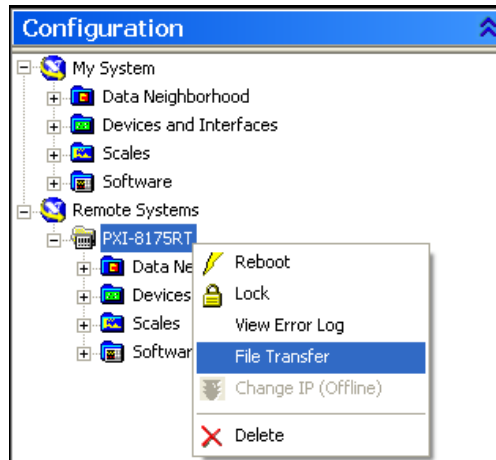 Configuration
My System
Data Neighborhood
Devices and Interfaces
Scales
Software
Remote Systems
PXI-8175RT
Reboot
Data Ne
Lock
Devices
View Error Log
Scales
File Transfer
Softwar
Change IP (Offline)
Delete